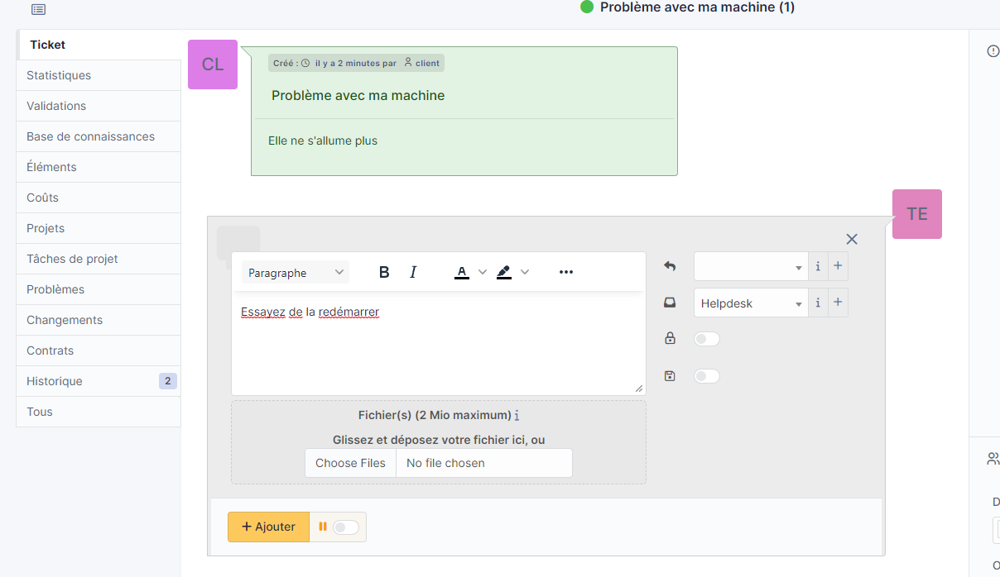 Problème avec ma machine (1)
Ticket
Statistiques
Validations
Base de connaissances
Éléments
Coûts
Projets
Tâches de projet
Problèmes
Changements
Contrats
Historique 2
Tous
CL
Créé : il y a 2 minutes par client
Problème avec ma machine
Elle ne s'allume plus
TE
Paragraphe B I A
Essayez de la redémarrer
Helpdesk
Fichier(s) (2 Mio maximum)
Glissez et déposez votre fichier ici, ou
Choose Files No file chosen
+ Ajouter
D
O